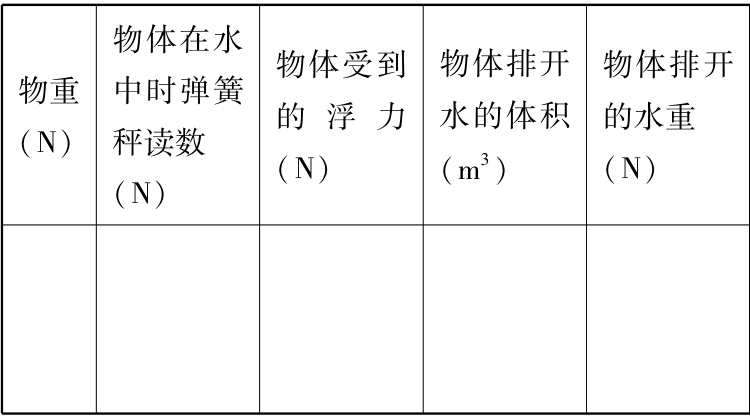 物重
(N)
物体在水
中时弹簧
秤读数
(N)
物体受到
的浮力
(N)
物体排开
水的体积
(m³)
物体排开
的水重
(N)